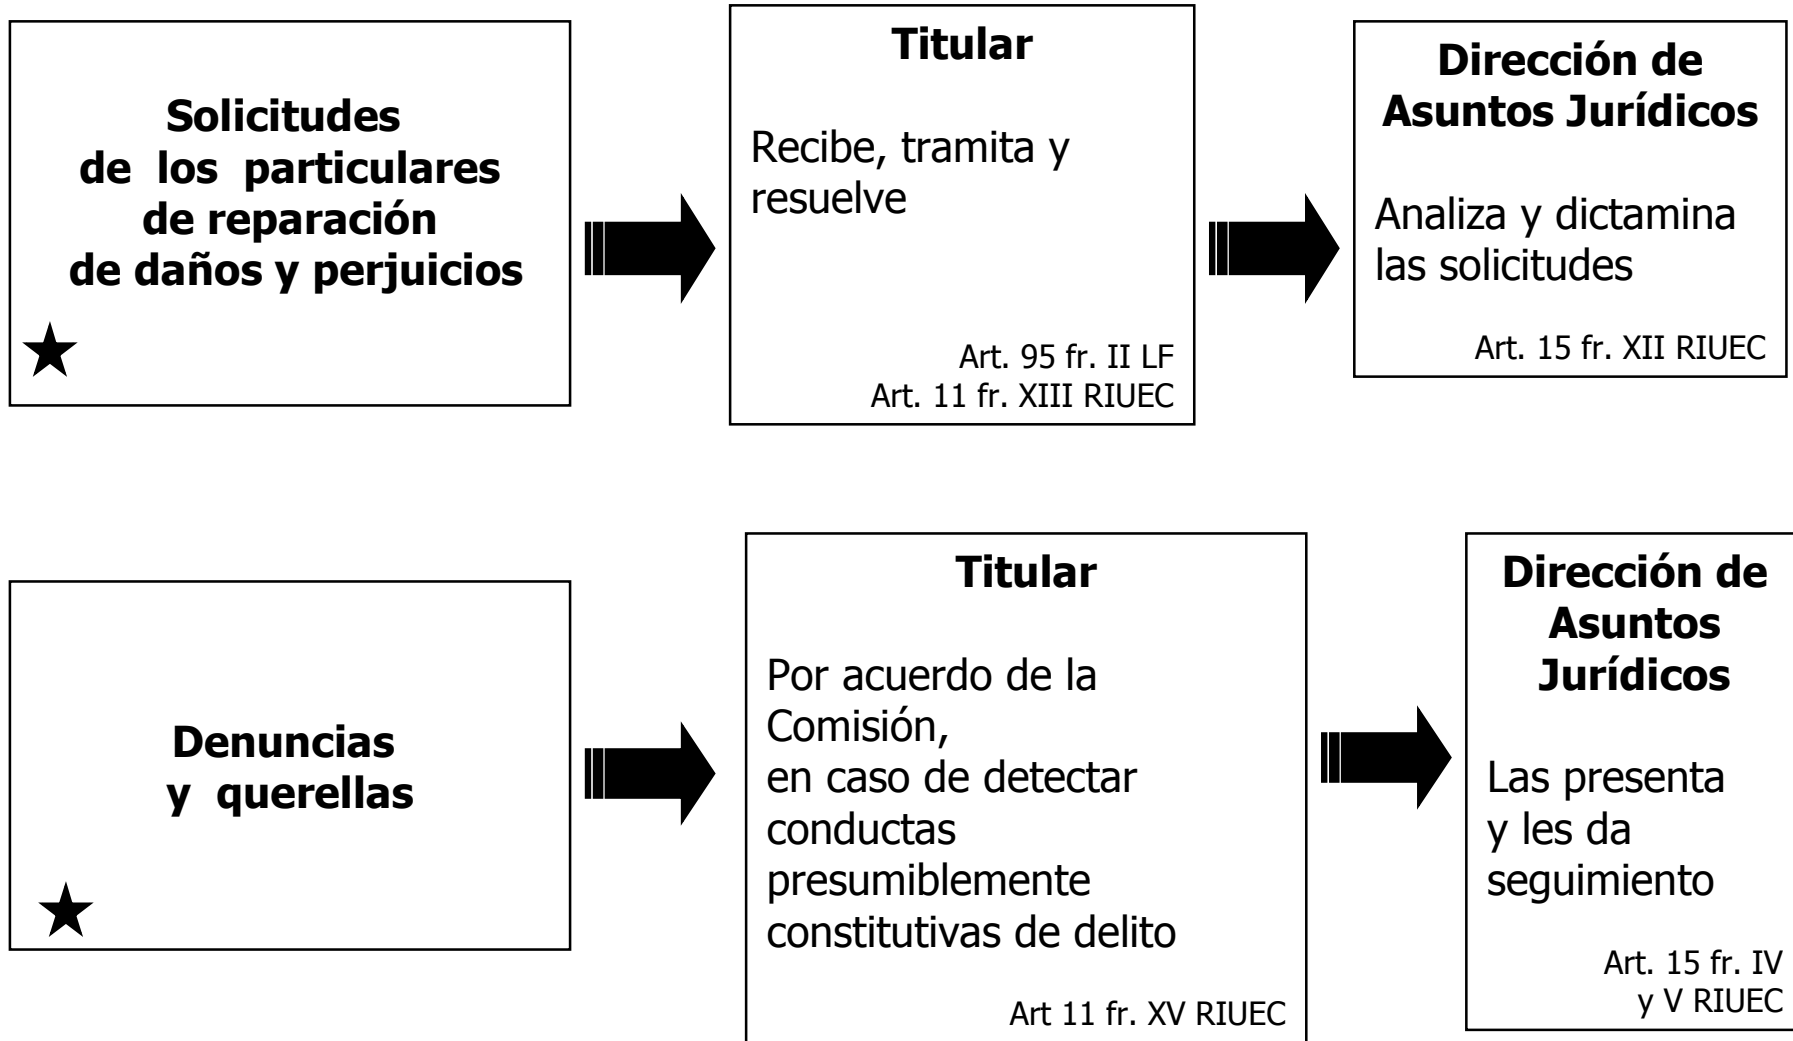 Solicitudes
de los particulares
de reparación
de daños y perjuicios
Titular
Recibe, tramita y
resuelve
Art. 95 fr. II LF
Art. 11 fr. XIII RIUEC
Dirección de
Asuntos Jurídicos
Analiza y dictamina
las solicitudes
Art. 15 fr. XII RIUEC
Denuncias
y querellas
Titular
Por acuerdo de la
Comisión,
en caso de detectar
conductas
presumiblemente
constitutivas de delito
Art 11 fr. XV RIUEC
Dirección de
Asuntos
Jurídicos
Las presenta
y les da
seguimiento
Art. 15 fr. IV
y V RIUEC